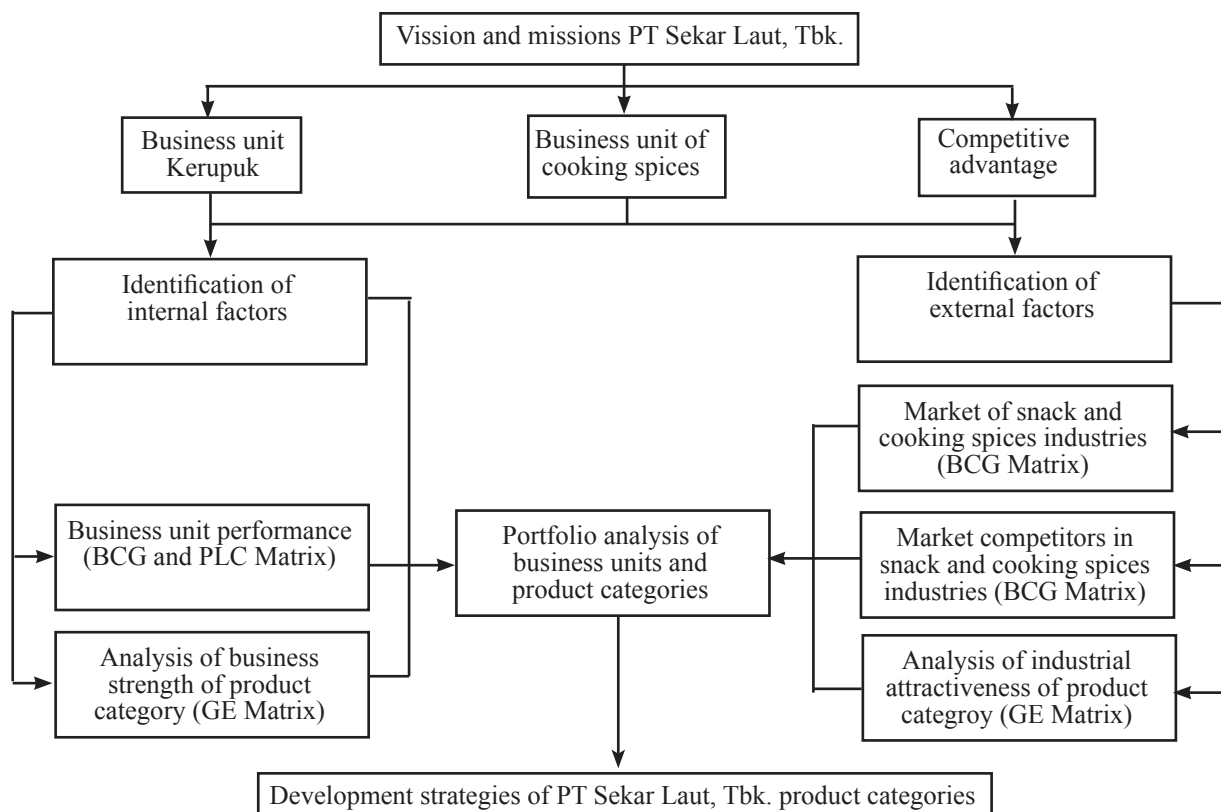 Vission and missions PT Sekar Laut, Tbk.
Business unit
Kerupuk
Business unit of
cooking spices
Competitive
advantage
Identification of
internal factors
Identification of
external factors
Market of snack and
cooking spices industries
(BCG Matrix)
Business unit performance
(BCG and PLC Matrix)
Portfolio analysis of
business units and
product categories
Market competitors in
snack and cooking spices
industries (BCG Matrix)
Analysis of business
strength of product
category (GE Matrix)
Analysis of industrial
attractiveness of product
categroy (GE Matrix)
Development strategies of PT Sekar Laut, Tbk. product categories